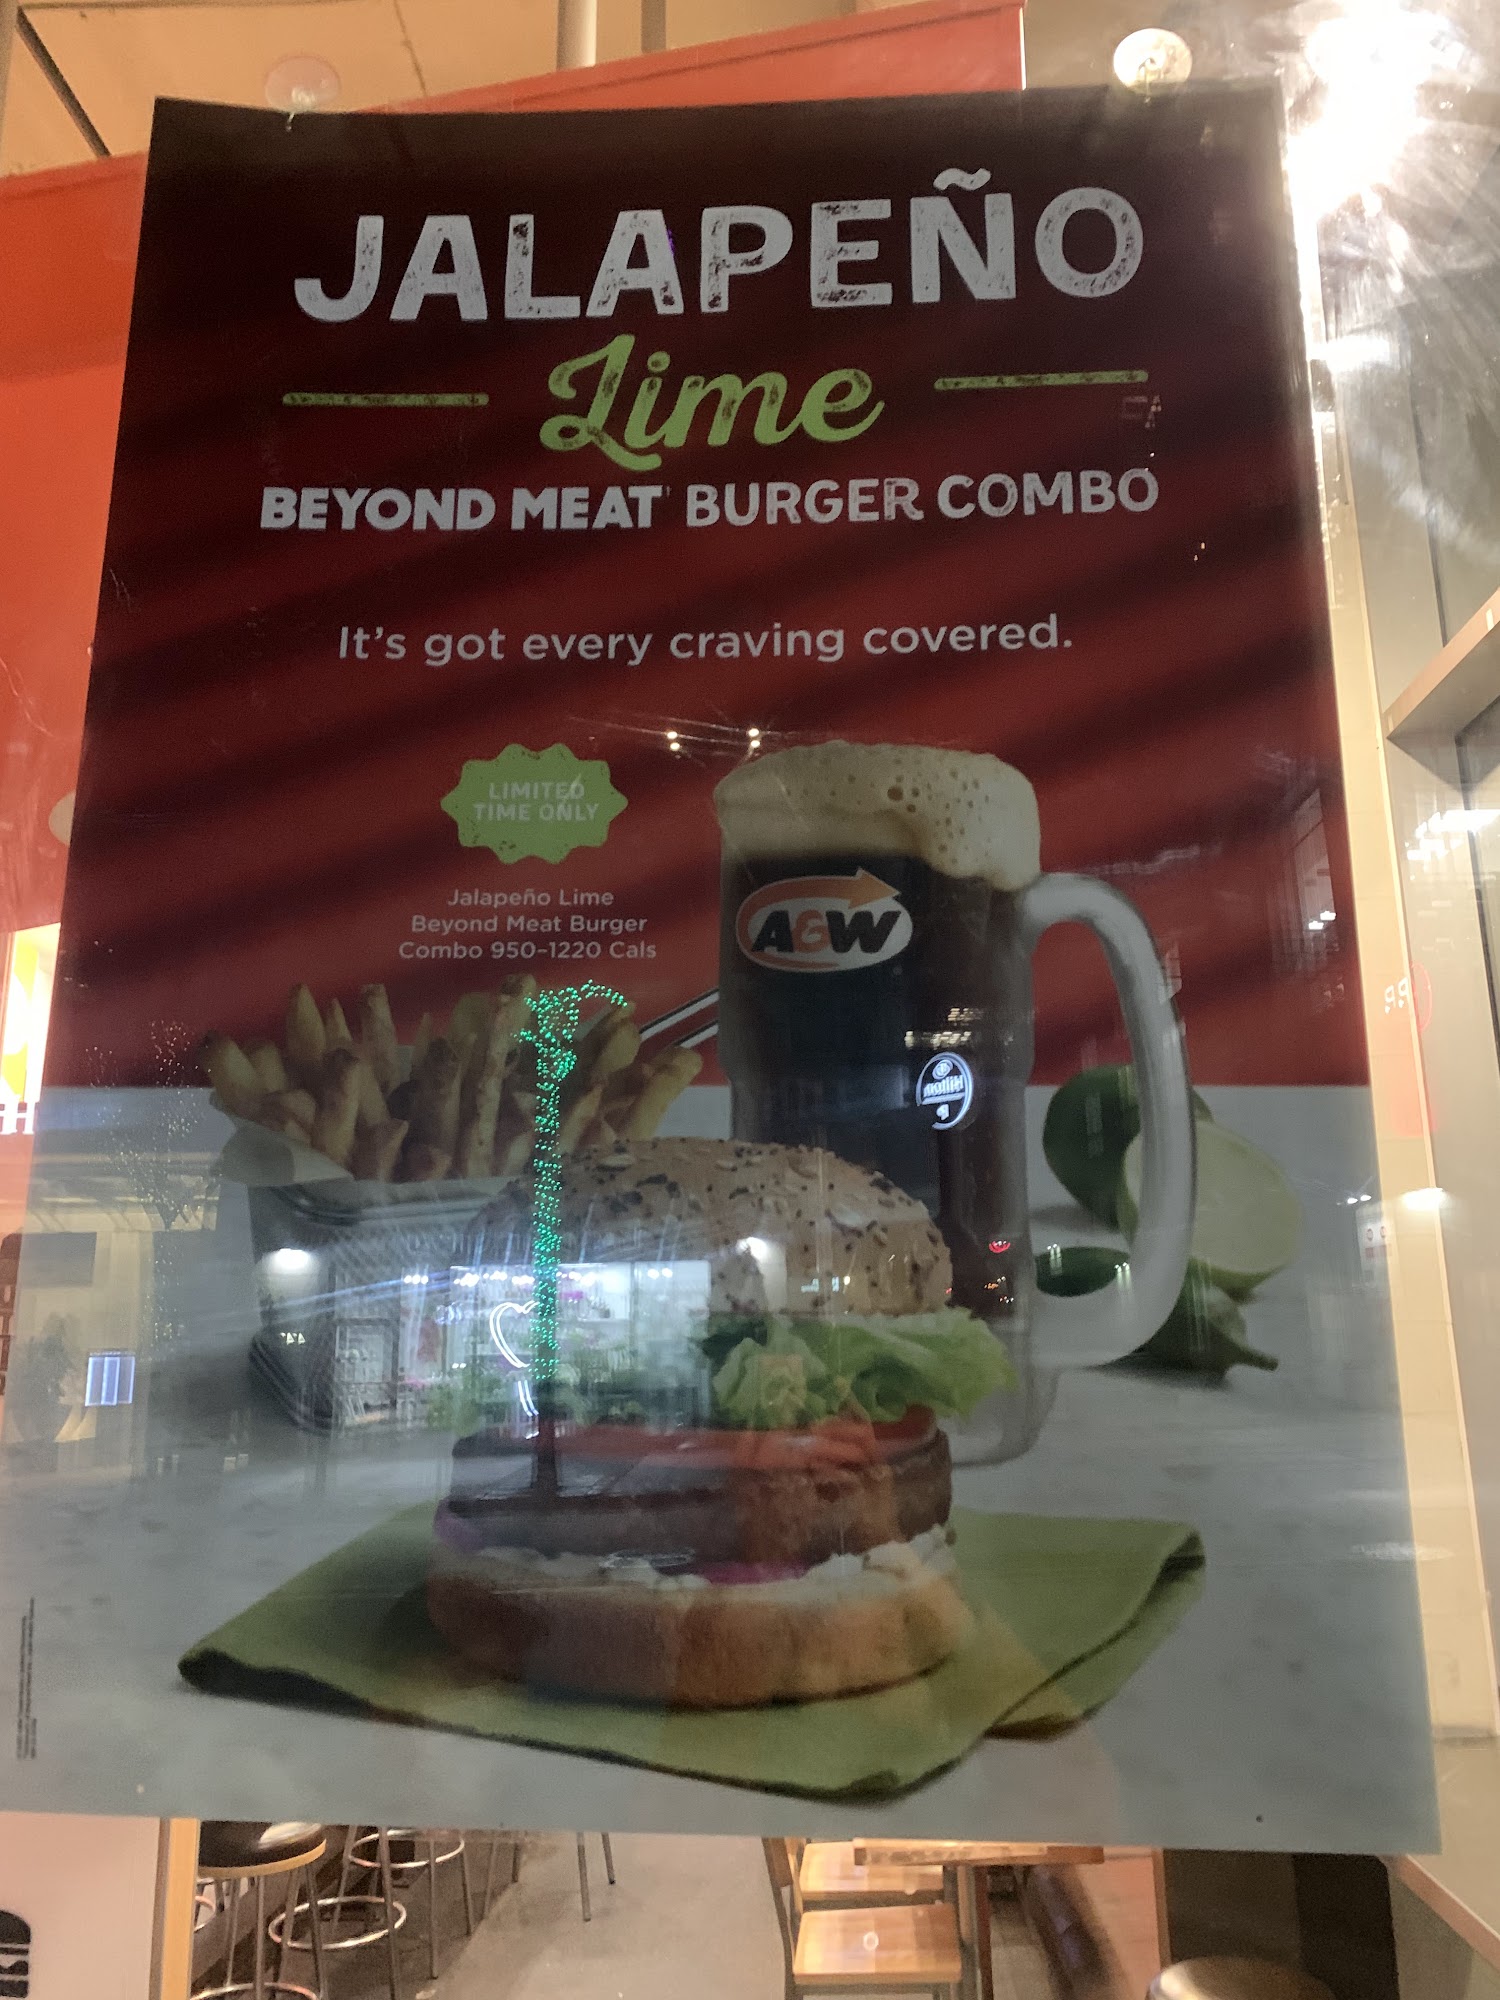 JALAPEÑO
Lime
BEYOND MEAT BURGER COMBO
It's got every craving covered.
LIMITED
TIME ONLY
Jalapeño Lime
Beyond Meat Burger
Combo 950-1220 Cals
A&W
Hilton